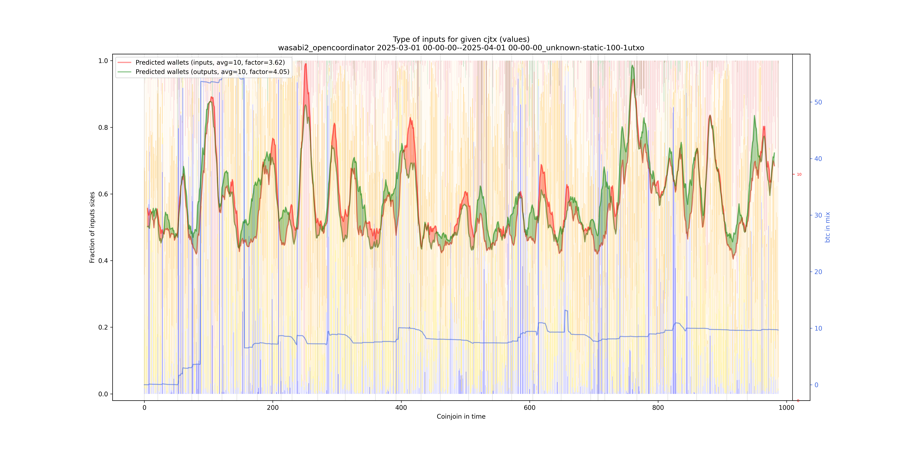 Type of inputs for given cjtx (values)
wasabi2_opencoordinator 2025-03-01 00-00-00--2025-04-01 00-00-00_unknown-static-100-1utxo
Predicted wallets (inputs, avg=10, factor=3.62)
Predicted wallets (outputs, avg=10, factor=4.05)
1.0
0.8
0.6
0.4
0.2
0.0
Fraction of inputs sizes
0
200
400
600
800
1000
Coinjoin in time
50
40
30
20
10
0
btc in mix